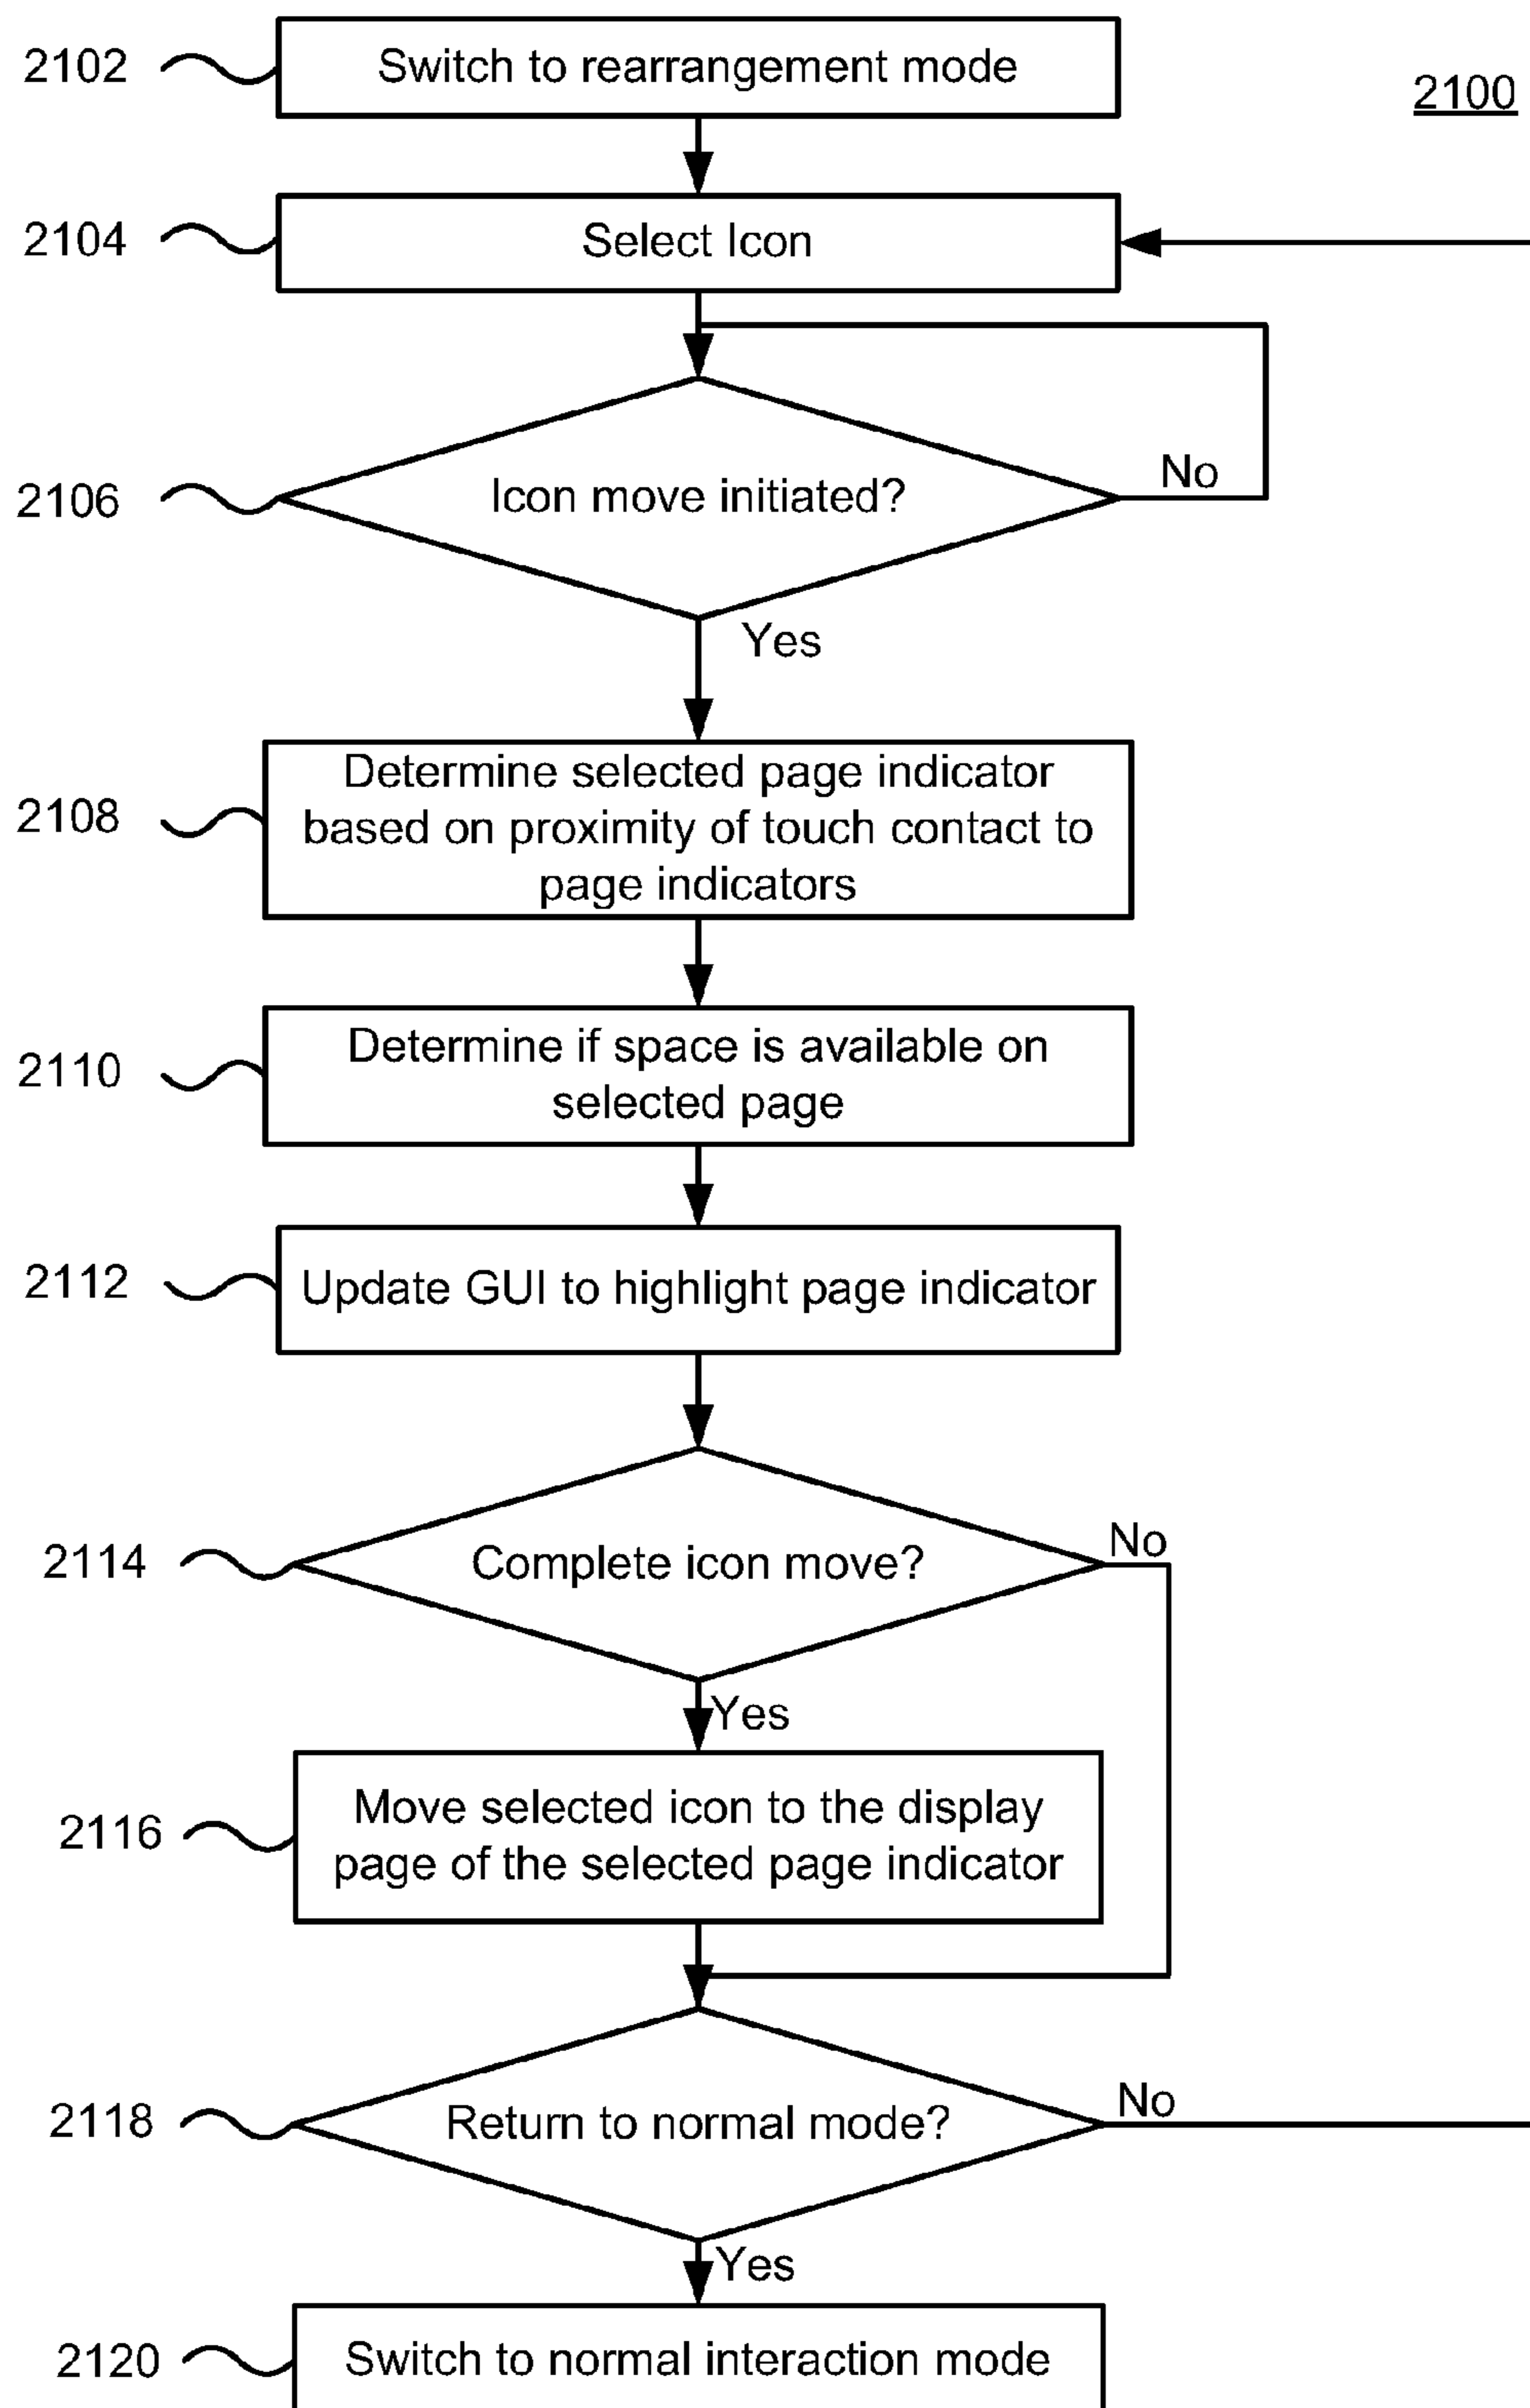 2102
Switch to rearrangement mode
2100
2104
Select Icon
2106
Icon move initiated?
No
Yes
2108
Determine selected page indicator
based on proximity of touch contact to
page indicators
2110
Determine if space is available on
selected page
2112
Update GUI to highlight page indicator
2114
Complete icon move?
No
Yes
2116
Move selected icon to the display
page of the selected page indicator
2118
Return to normal mode?
No
Yes
2120
Switch to normal interaction mode